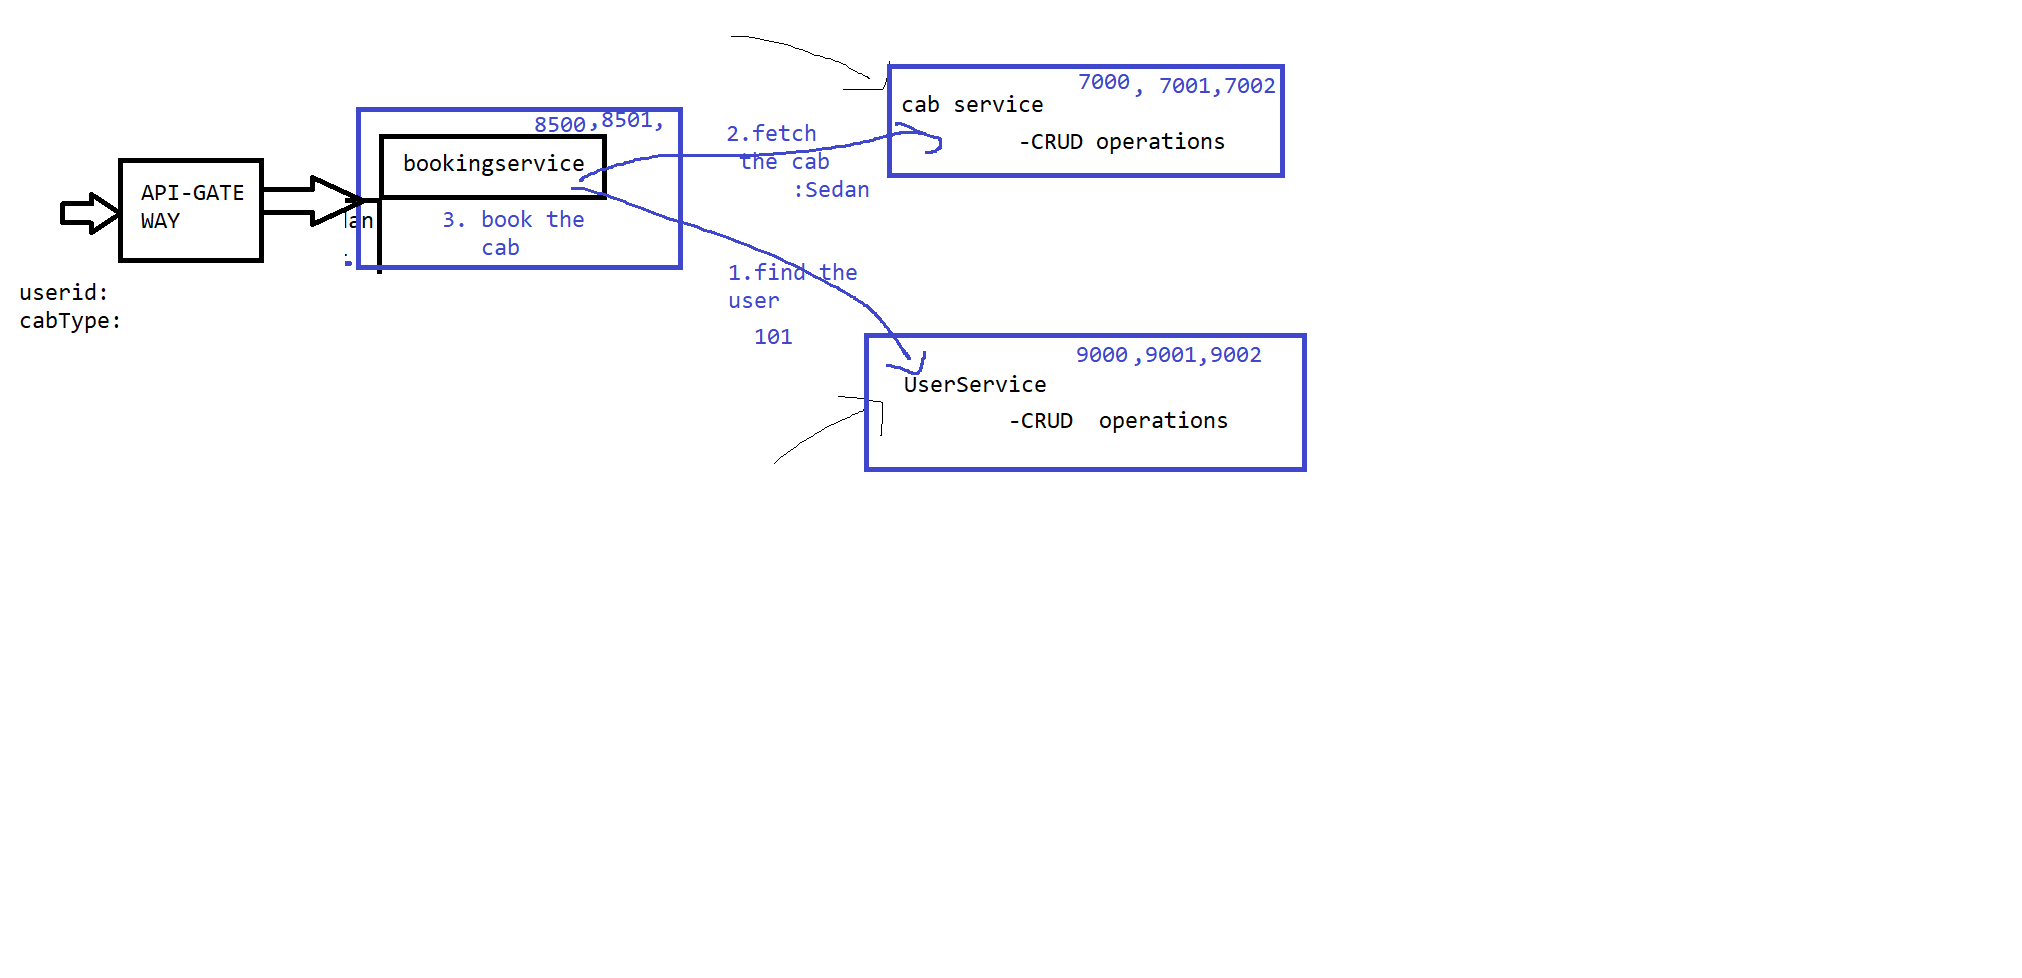 API-GATE
WAY
userid:
cabType:
8500,8501,
bookingservice
lan
3. book the
cab
2.fetch
the cab
:Sedan
1.find the
user
101
7000, 7001,7002
cab service
-CRUD operations
9000,9001,9002
UserService
-CRUD  operations